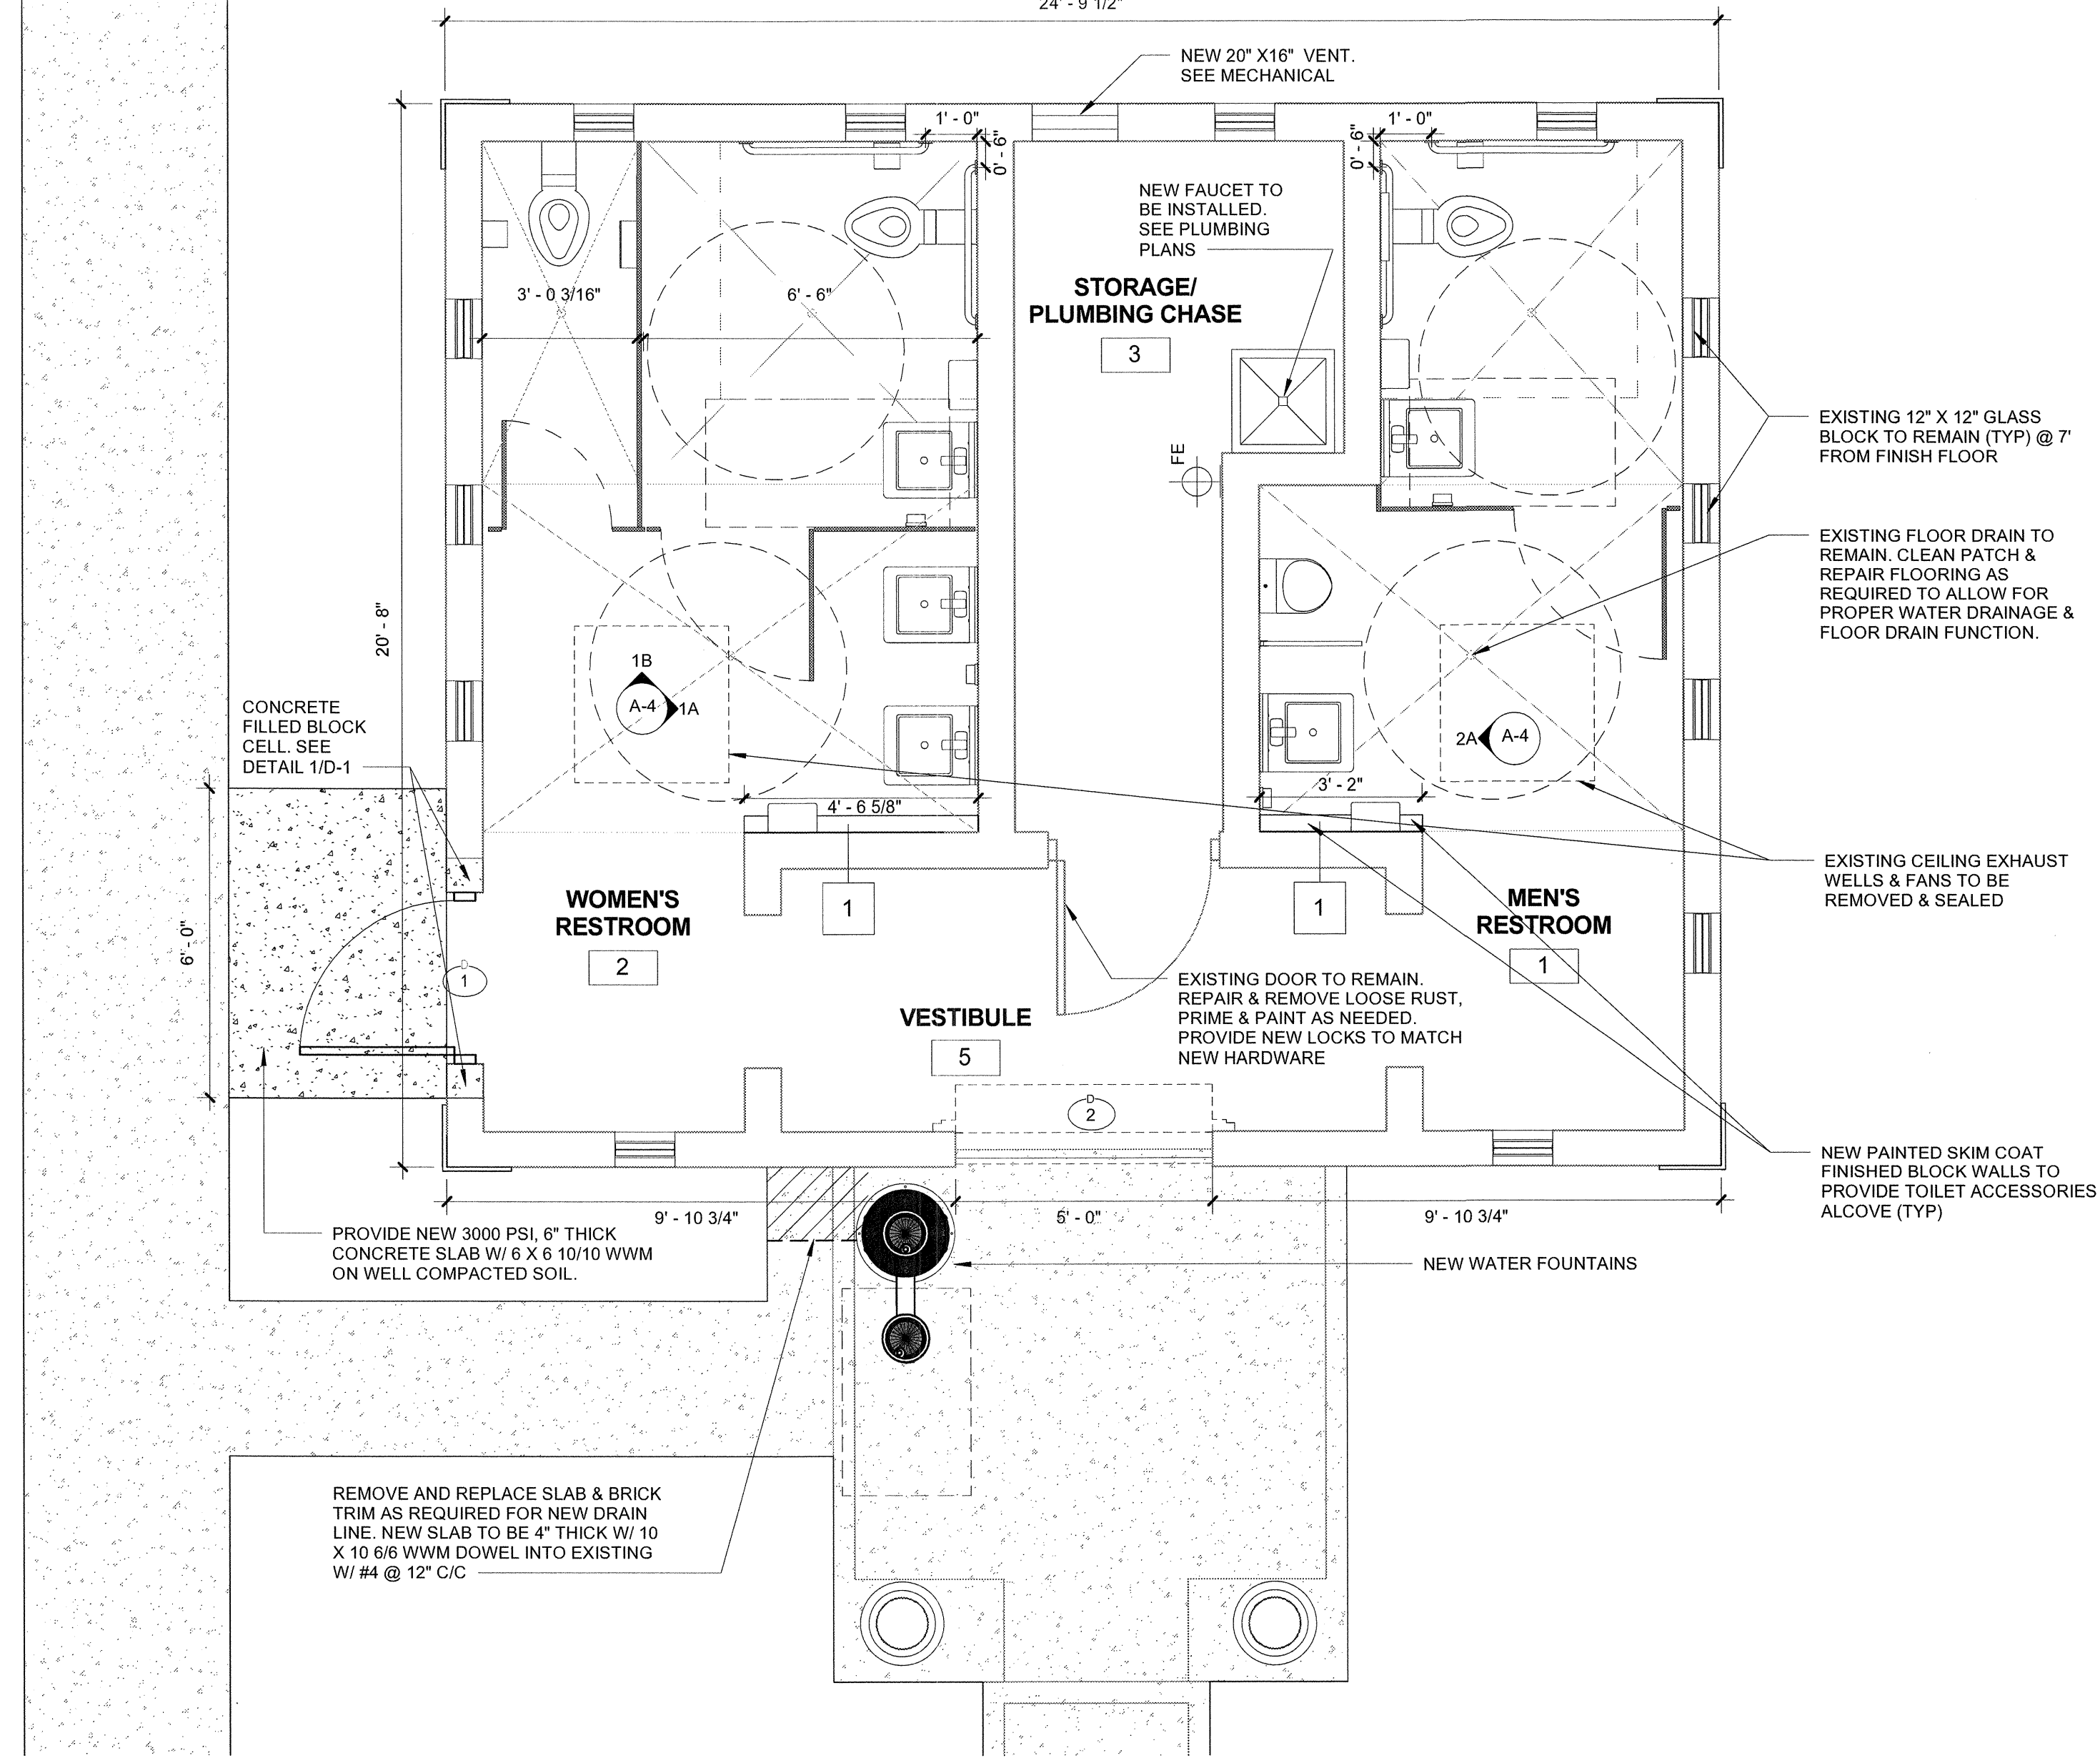 24' - 9 1/2"
NEW 20" X16" VENT.
SEE MECHANICAL
1' - 0"
0' - 6"
1' - 0"
0' - 6"
NEW FAUCET TO
BE INSTALLED.
SEE PLUMBING
PLANS
3' - 0 3/16"
6' - 6"
STORAGE/
PLUMBING CHASE
3
FE
EXISTING 12" X 12" GLASS
BLOCK TO REMAIN (TYP) @ 7'
FROM FINISH FLOOR
EXISTING FLOOR DRAIN TO
REMAIN. CLEAN PATCH &
REPAIR FLOORING AS
REQUIRED TO ALLOW FOR
PROPER WATER DRAINAGE &
FLOOR DRAIN FUNCTION.
20' - 8"
1B
A-4
1A
2A
A-4
CONCRETE
FILLED BLOCK
CELL. SEE
DETAIL 1/D-1
4' - 6 5/8"
3' - 2"
EXISTING CEILING EXHAUST
WELLS & FANS TO BE
REMOVED & SEALED
WOMEN'S
RESTROOM
2
1
1
MEN'S
RESTROOM
1
6' - 0"
D
1
EXISTING DOOR TO REMAIN.
REPAIR & REMOVE LOOSE RUST,
PRIME & PAINT AS NEEDED.
PROVIDE NEW LOCKS TO MATCH
NEW HARDWARE
VESTIBULE
5
D
2
NEW PAINTED SKIM COAT
FINISHED BLOCK WALLS TO
PROVIDE TOILET ACCESSORIES
ALCOVE (TYP)
9' - 10 3/4"
5' - 0"
9' - 10 3/4"
PROVIDE NEW 3000 PSI, 6" THICK
CONCRETE SLAB W/ 6 X 6 10/10 WWM
ON WELL COMPACTED SOIL.
NEW WATER FOUNTAINS
REMOVE AND REPLACE SLAB & BRICK
TRIM AS REQUIRED FOR NEW DRAIN
LINE. NEW SLAB TO BE 4" THICK W/ 10
X 10 6/6 WWM DOWEL INTO EXISTING
W/ #4 @ 12" C/C